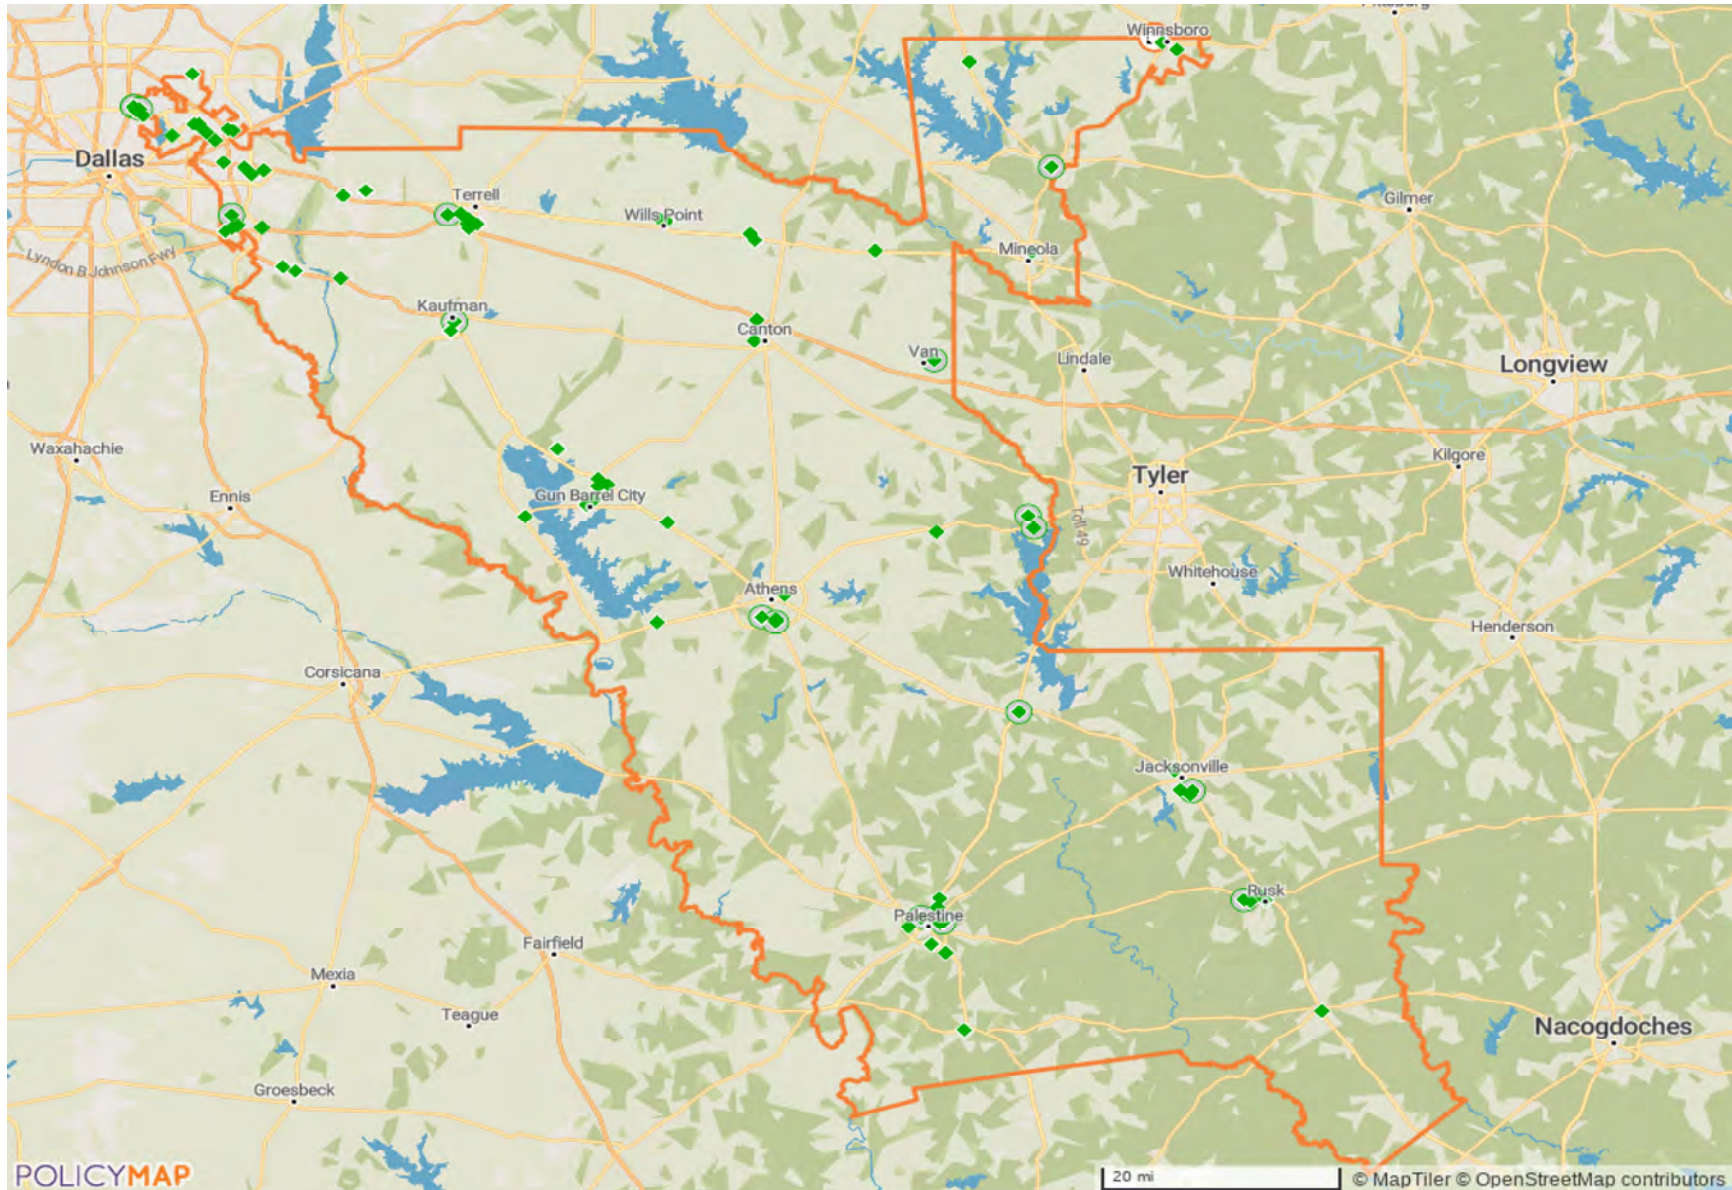 Winnsboro
Dallas
Terrell
Wills Point
Gilmer
Lyndon B Johnson Fwy
Mineola
Kaufman
Canton
Van
Lindale
Longview
Waxahachie
Kilgore
Tyler
Ennis
Gun Barrel City
Toll 49
Whitehouse
Athens
Henderson
Corsicana
Jacksonville
Rusk
Palestine
Fairfield
Mexia
Teague
Nacogdoches
Groesbeck
POLICYMAP
20 mi
© MapTiler © OpenStreetMap contributors